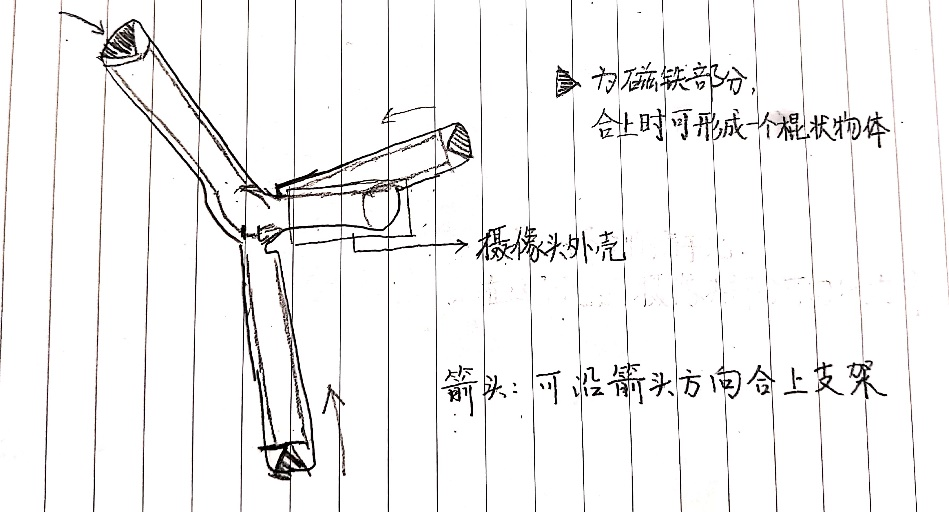 为磁铁部分,
合上时可形成一个棍状物体
摄像头外壳
箭头:可沿箭头方向合上支架